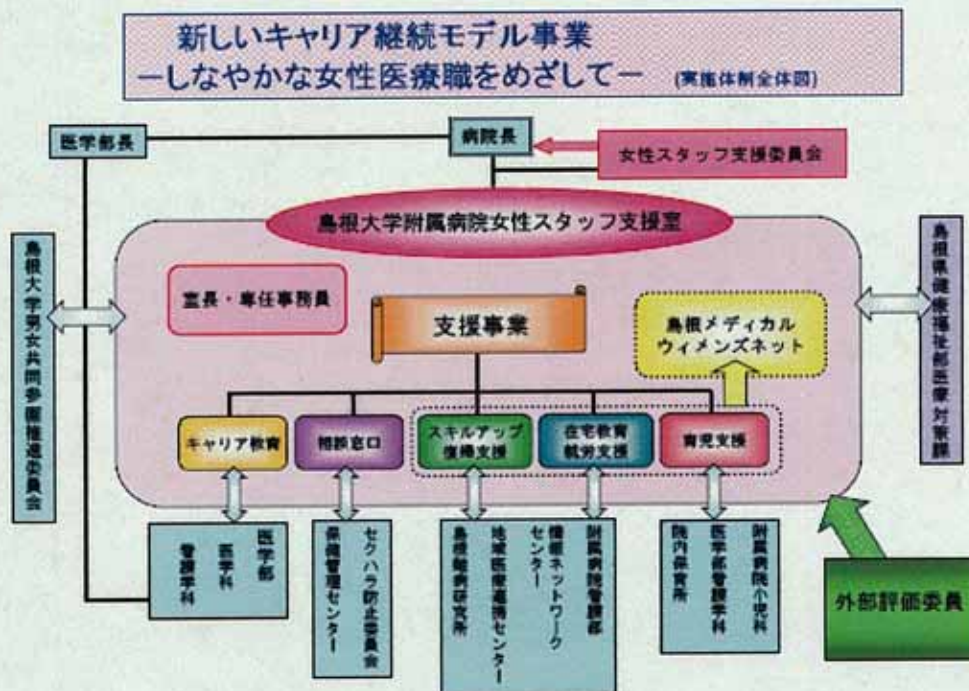 新しいキャリア継続モデル事業
ーしなやかな女性医療職をめざしてー (実施体制全体図)
医学部長
病院長
女性スタッフ支援委員会
島根大学附属病院女性スタッフ支援室
島根大学男女共同参画推進委員会
島根県健康福祉部医療対策課
室長・専任事務員
支援事業
島根メディカル
ウィメンズネット
キャリア教育
相談窓口
スキルアップ
復帰支援
在宅教育
就労支援
育児支援
医学部
医学科
看護学科
セクハラ防止委員会
保健管理センター
地域医療連携センター
島根難病研究所
附属病院看護部
情報ネットワーク
センター
附属病院小児科
医学部看護学科
院内保育所
外部評価委員